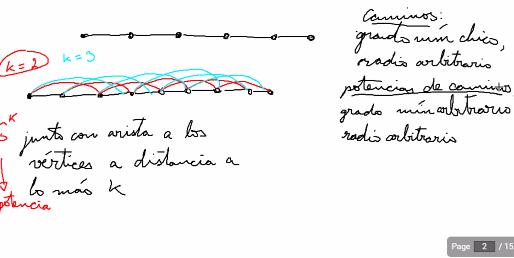 k=2
k=3
K
junto con arista a los
vértices a distancia a
lo más K
potencia
Caminos:
grado mín chico,
radio arbitrario
potencias de caminos
grado mín arbitrario
radio arbitrario
Page 2 / 15